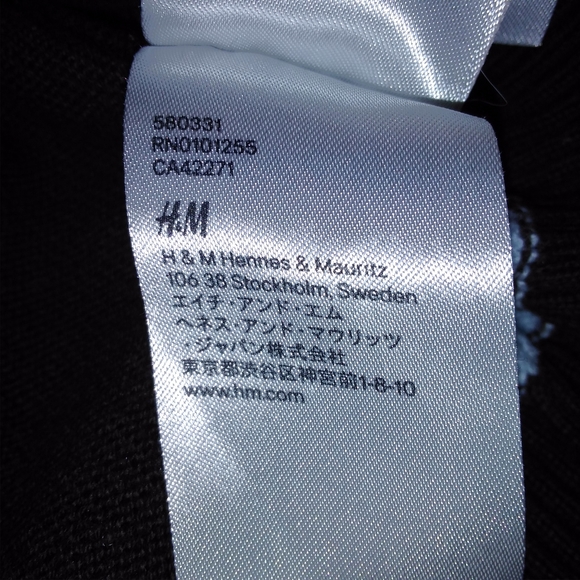 580331
RN0101255
CA42271
H&M
H & M Hennes & Mauritz
106 38 Stockholm, Sweden
エイチ・アンド・エム
ヘネス・アンド・マウリッツ
・ジャパン株式会社
東京都渋谷区神宮前1-8-10
www.hm.com